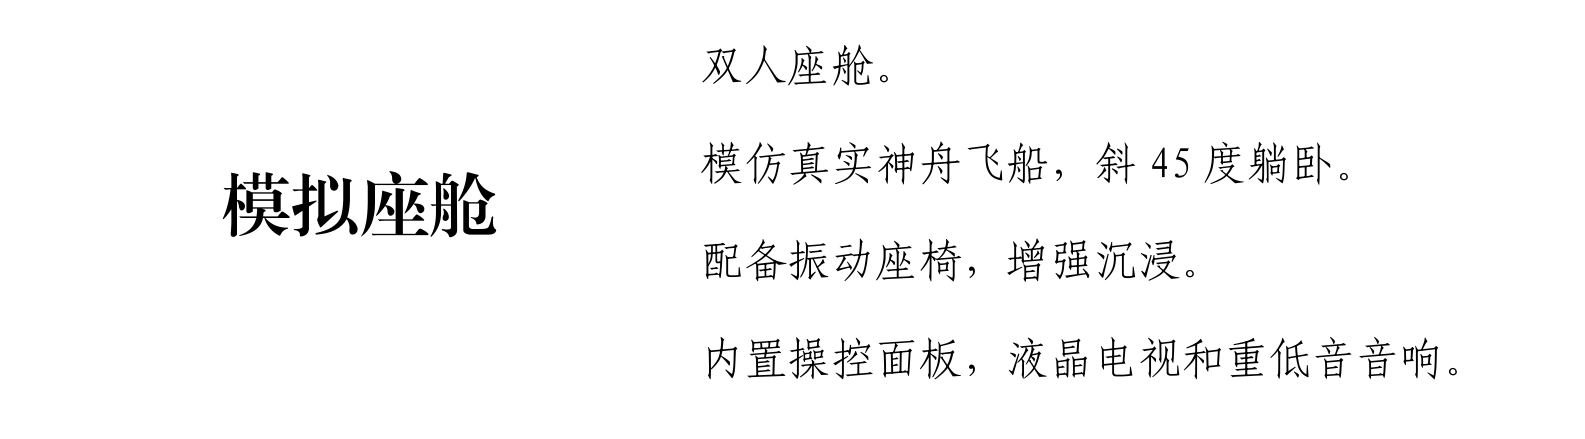 模拟座舱
双人座舱。
模仿真实神舟飞船，斜 45 度躺卧。
配备振动座椅，增强沉浸。
内置操控面板，液晶电视和重低音音响。